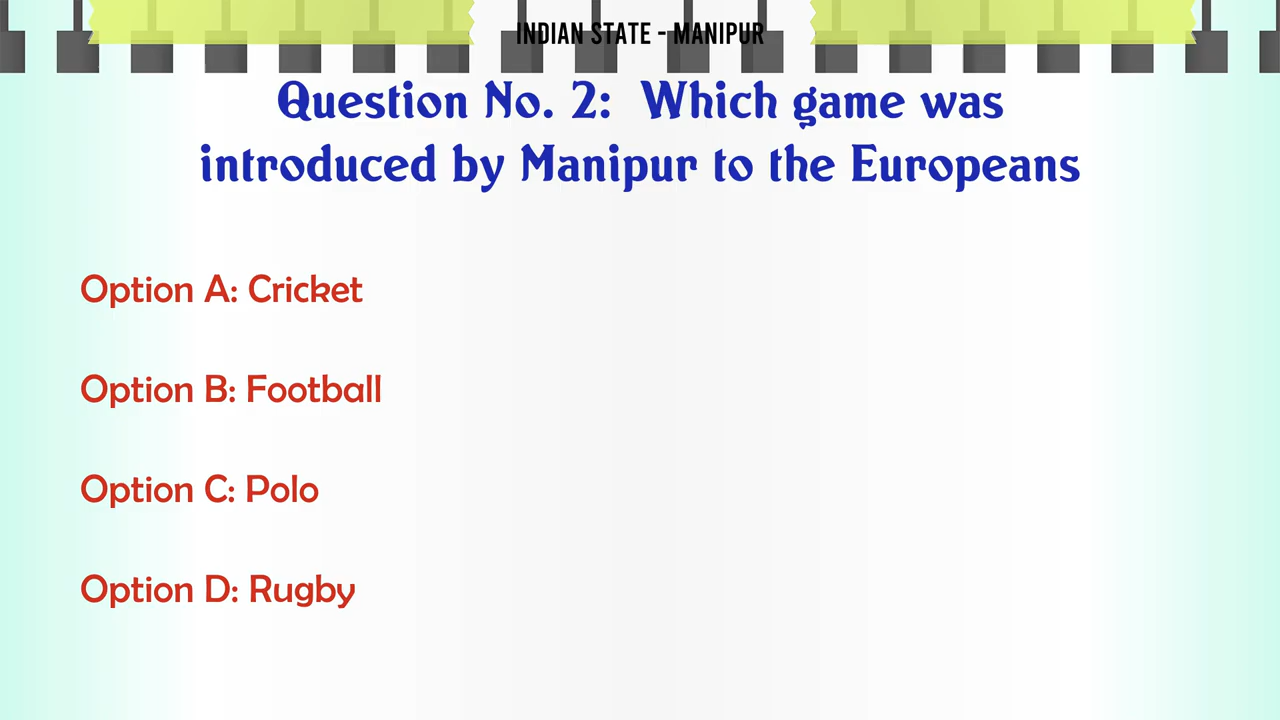 INDIAN STATE - MANIPUR
Question No. 2: Which game was
introduced by Manipur to the Europeans
Option A: Cricket
Option B: Football
Option C: Polo
Option D: Rugby